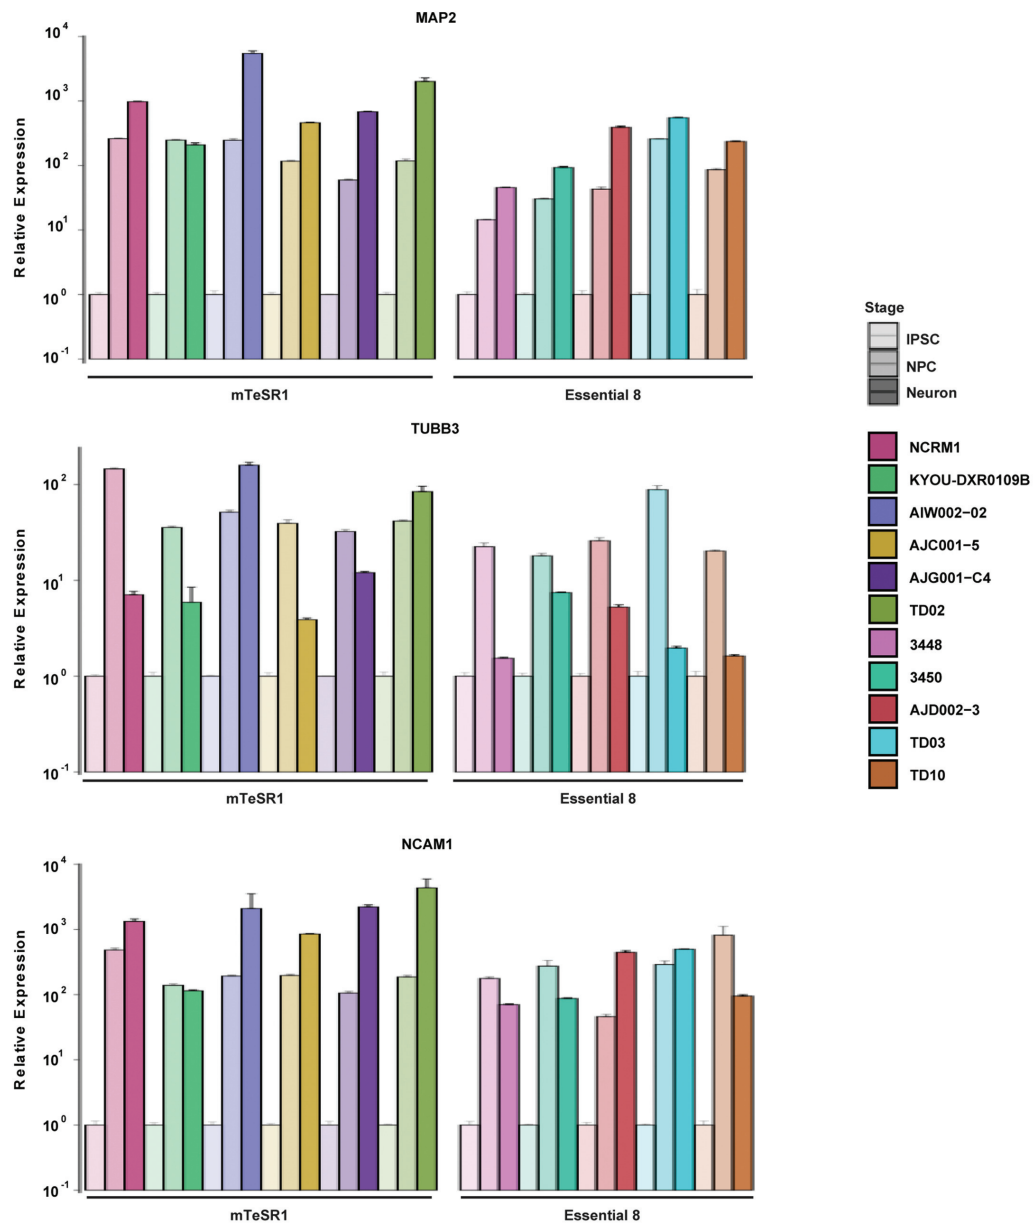 MAP2
10^4
10^3
10^2
10^1
10^0
10^-1
Relative Expression
mTeSR1
Essential 8
TUBB3
10^2
10^1
10^0
10^-1
Relative Expression
mTeSR1
Essential 8
NCAM1
10^4
10^3
10^2
10^1
10^0
10^-1
Relative Expression
mTeSR1
Essential 8
Stage
IPSC
NPC
Neuron
NCRM1
KYOU-DXR0109B
AIW002-02
AJC001-5
AJG001-C4
TD02
3448
3450
AJD002-3
TD03
TD10